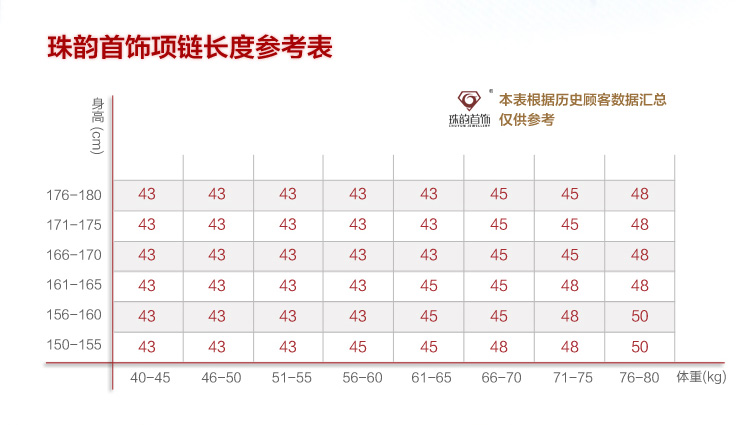 珠韵首饰项链长度参考表
珠韵首饰
ZHUYUN JEWELLERY
本表根据历史顾客数据汇总
仅供参考
身高(cm)
176-180 43 43 43 43 43 45 45 48
171-175 43 43 43 43 43 45 45 48
166-170 43 43 43 43 43 45 45 48
161-165 43 43 43 43 45 45 48 48
156-160 43 43 43 43 45 45 48 50
150-155 43 43 43 45 45 48 48 50
40-45 46-50 51-55 56-60 61-65 66-70 71-75 76-80 体重(kg)